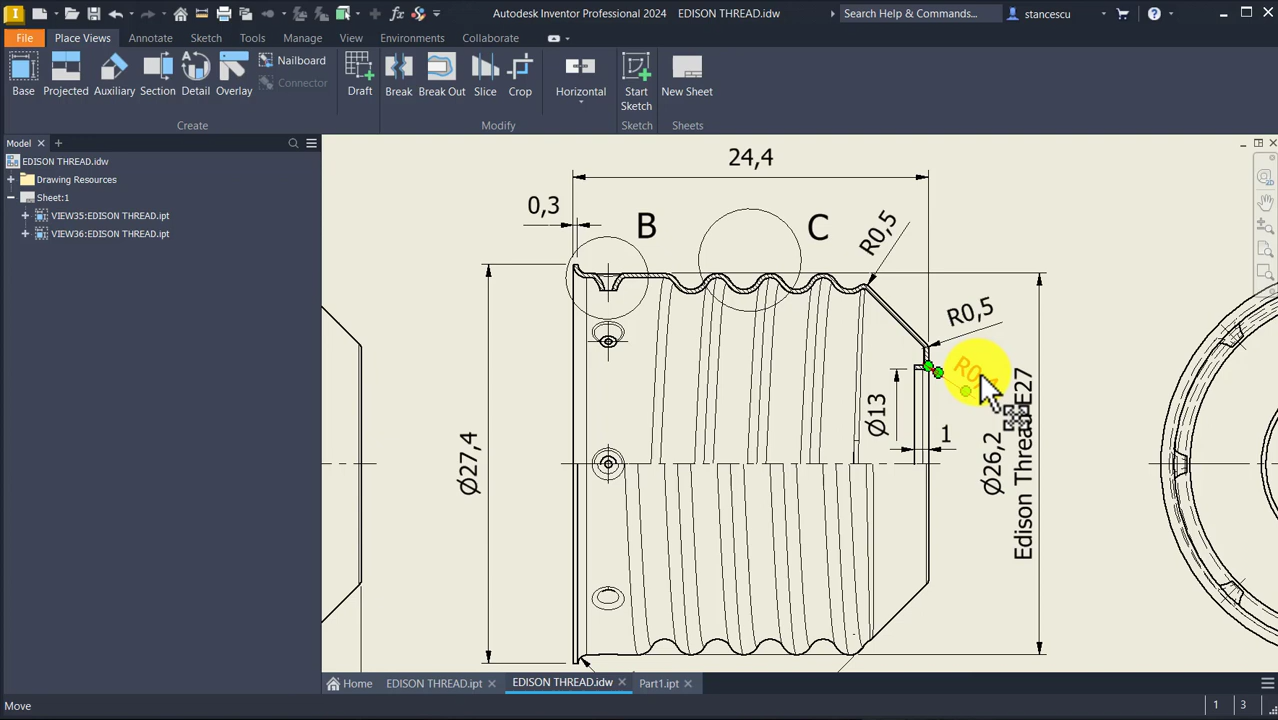 Autodesk Inventor Professional 2024 EDISON THREAD.idw
Search Help & Commands...
stancescu
File Place Views Annotate Sketch Tools Manage View Environments Collaborate
Base Projected Auxiliary Section Detail Overlay
Nailboard
Connector
Draft
Break Break Out Slice Crop
Horizontal
Start
Sketch
New Sheet
Create Modify Sketch Sheets
Model
EDISON THREAD.idw
Drawing Resources
Sheet:1
VIEW35:EDISON THREAD.ipt
VIEW36:EDISON THREAD.ipt
24,4
0,3
B
C
R0,5
R0,5
Ø13
1
Ø27,4
Ø26,2
Edison Thread E27
Home EDISON THREAD.ipt EDISON THREAD.idw Part1.ipt
Move
1 3